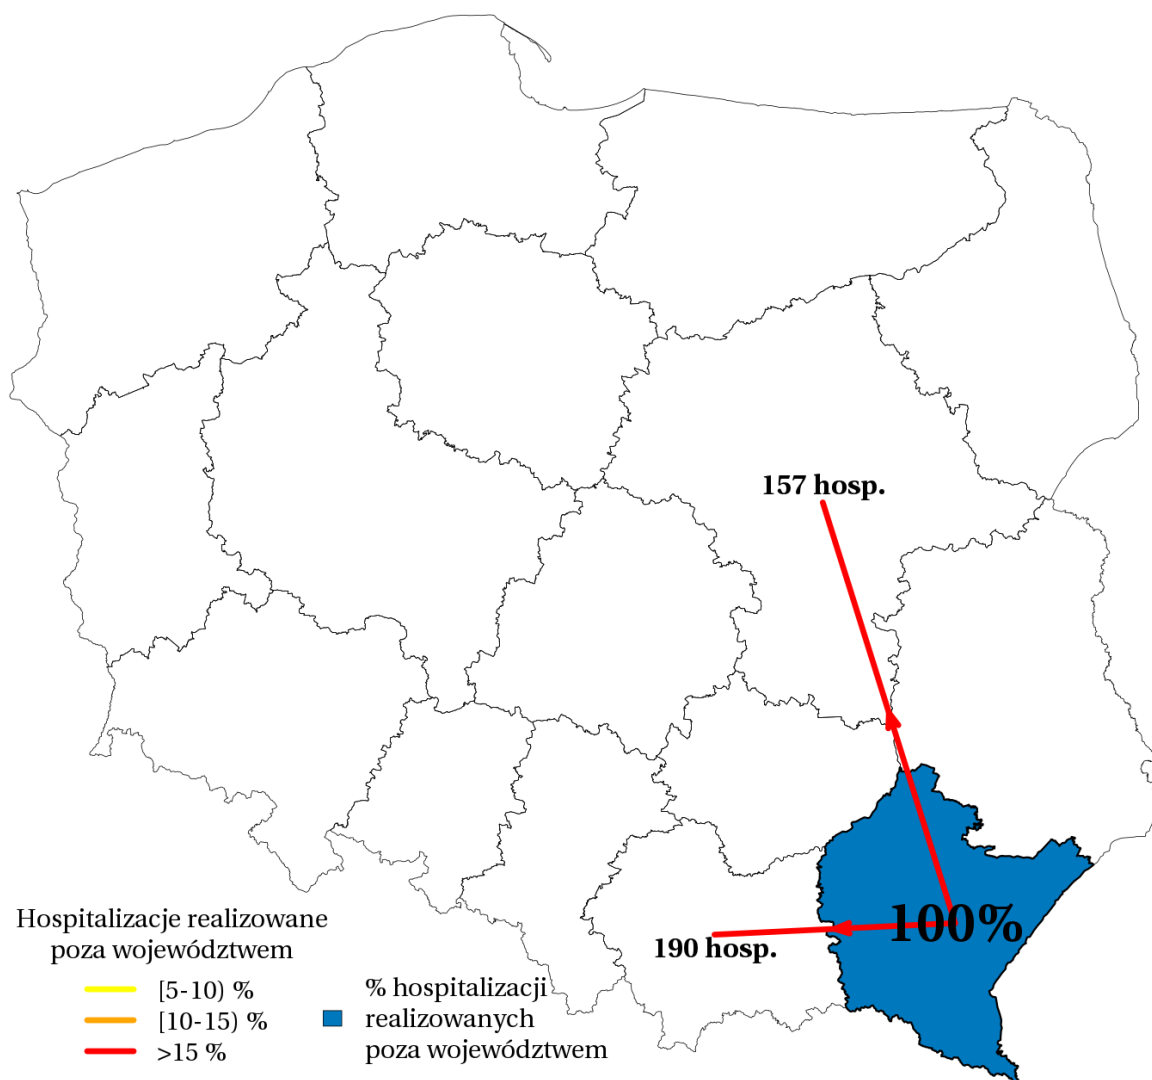 157 hosp.
100%
190 hosp.
Hospitalizacje realizowane
poza województwem
[5-10) %
[10-15) %
>15 %
% hospitalizacji
realizowanych
poza województwem